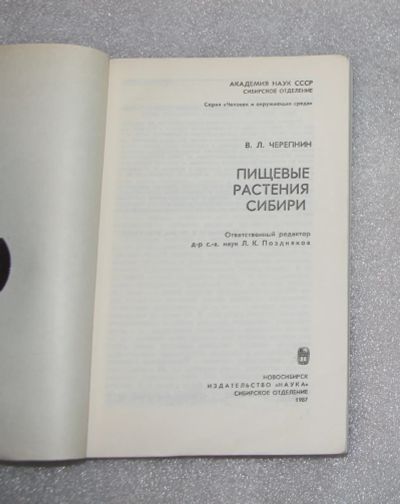 АКАДЕМИЯ НАУК СССР
СИБИРСКОЕ ОТДЕЛЕНИЕ
Серия «Человек и окружающая среда»
В. Л. ЧЕРЕПНИН
ПИЩЕВЫЕ
РАСТЕНИЯ
СИБИРИ
Ответственный редактор
д-р с.-х. наук Л. К. Поздняков
НОВОСИБИРСК
ИЗДАТЕЛЬСТВО «НАУКА»
СИБИРСКОЕ ОТДЕЛЕНИЕ
1987